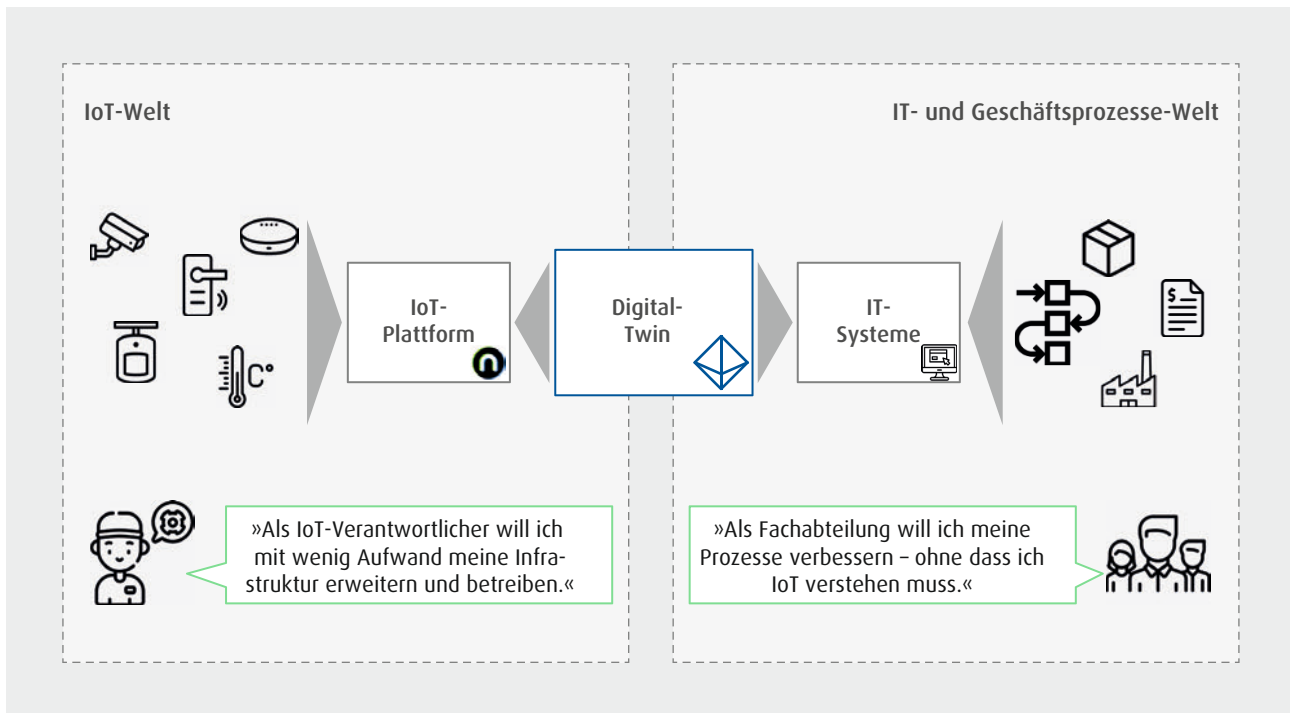 IoT-Welt
IT- und Geschäftsprozesse-Welt
C°
IoT-
Plattform
Digital-
Twin
IT-
Systeme
$
»Als IoT-Verantwortlicher will ich
mit wenig Aufwand meine Infra-
struktur erweitern und betreiben.«
»Als Fachabteilung will ich meine
Prozesse verbessern – ohne dass ich
IoT verstehen muss.«